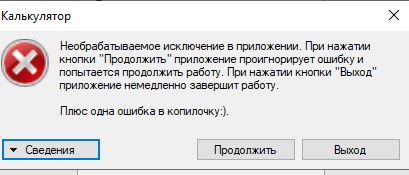 Калькулятор
Необрабатываемое исключение в приложении. При нажатии
кнопки "Продолжить" приложение проигнорирует ошибку и
попытается продолжить работу. При нажатии кнопки "Выход"
приложение немедленно завершит работу.
Плюс одна ошибка в копилочку:).
Сведения
Продолжить
Выход